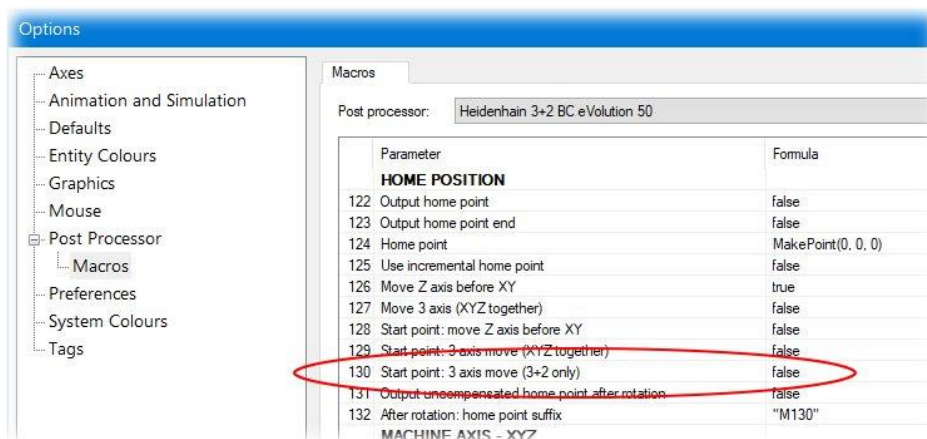 Options
Axes
Animation and Simulation
Defaults
Entity Colours
Graphics
Mouse
Post Processor
Macros
Preferences
System Colours
Tags
Macros
Post processor: Heidenhain 3+2 BC eVolution 50
Parameter Formula
HOME POSITION
122 Output home point false
123 Output home point end false
124 Home point MakePoint(0, 0, 0)
125 Use incremental home point false
126 Move Z axis before XY true
127 Move 3 axis (XYZ together) false
128 Start point: move Z axis before XY false
129 Start point: 3 axis move (XYZ together) false
130 Start point: 3 axis move (3+2 only) false
131 Output uncompensated home point after rotation false
132 After rotation: home point suffix "M130"
MACHINE AXIS - XYZ